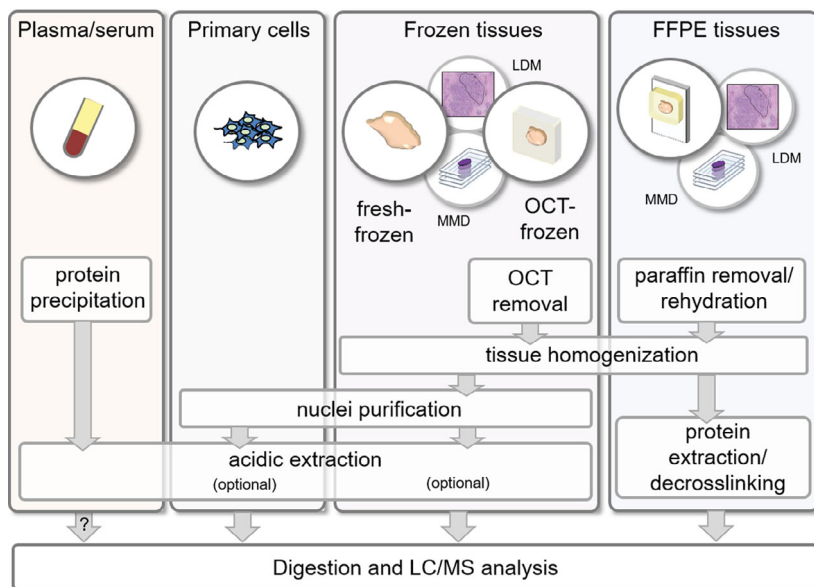 Plasma/serum
Primary cells
Frozen tissues
FFPE tissues
LDM
LDM
MMD
MMD
fresh-
frozen
OCT-
frozen
protein
precipitation
OCT
removal
paraffin removal/
rehydration
tissue homogenization
nuclei purification
acidic extraction
(optional)
(optional)
protein
extraction/
decrosslinking
?
Digestion and LC/MS analysis